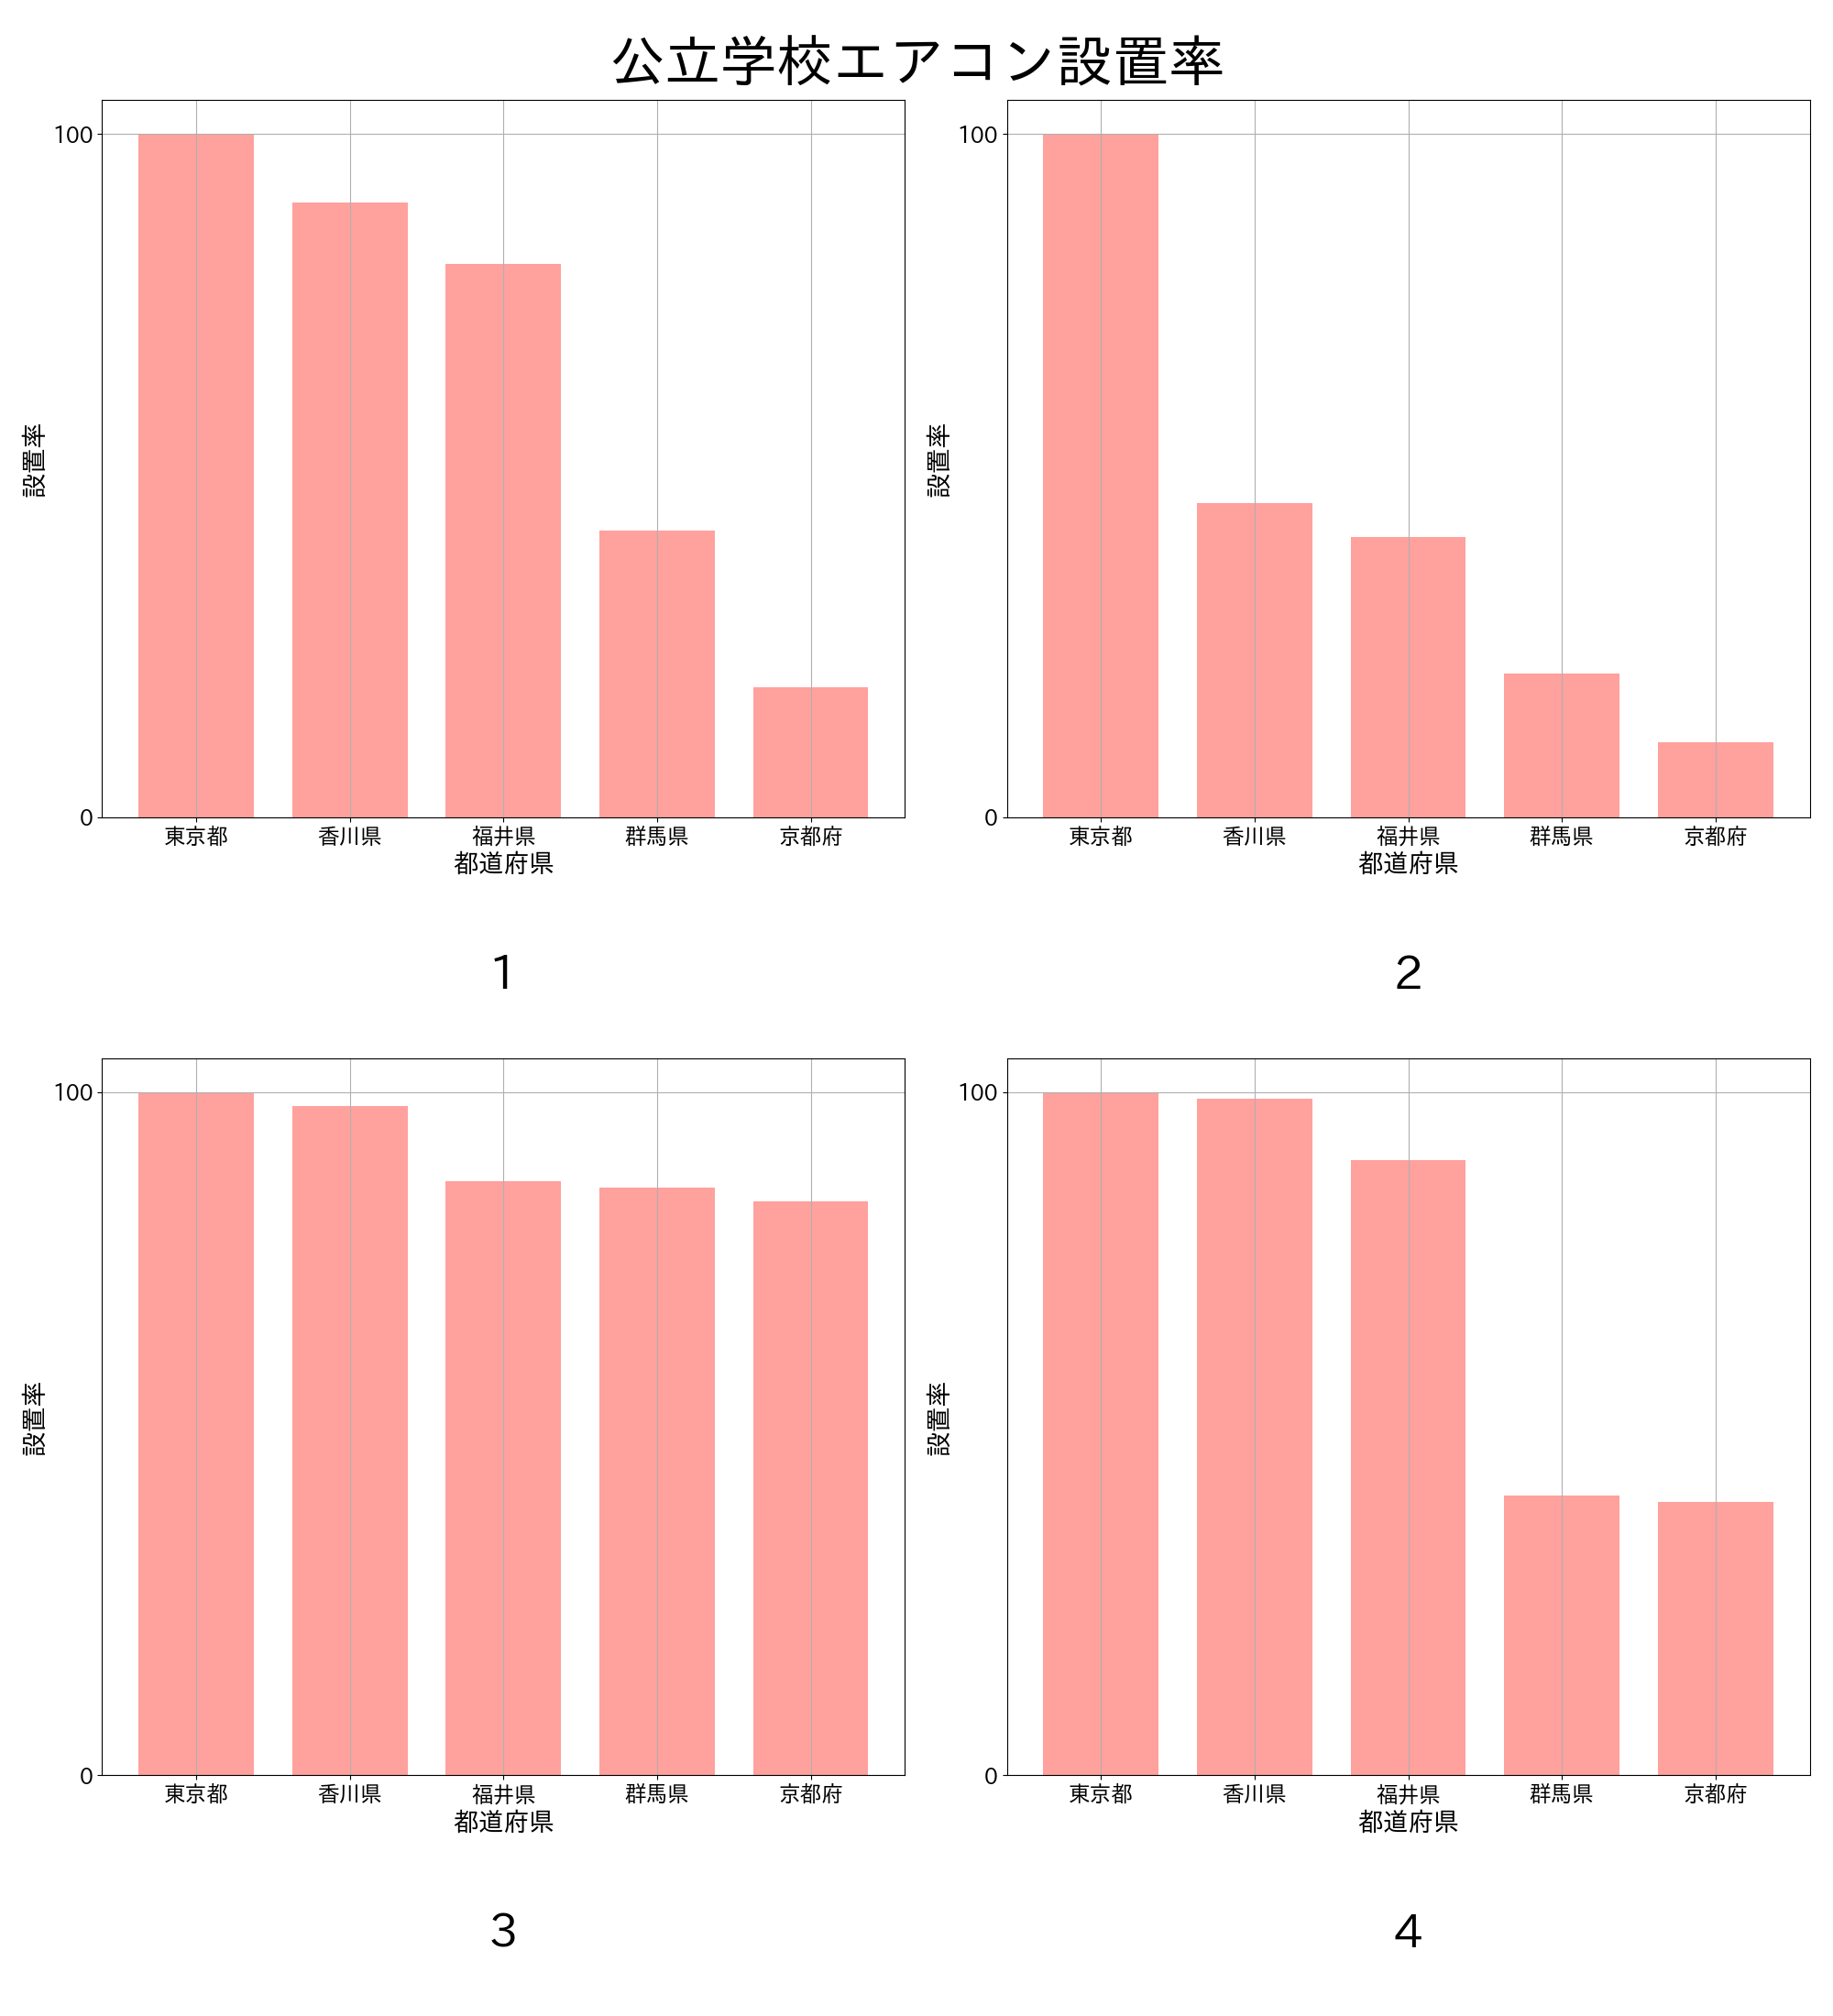 公立学校エアコン設置率
100
0
設置率
東京都 香川県 福井県 群馬県 京都府
都道府県
1
100
0
設置率
東京都 香川県 福井県 群馬県 京都府
都道府県
2
100
0
設置率
東京都 香川県 福井県 群馬県 京都府
都道府県
3
100
0
設置率
東京都 香川県 福井県 群馬県 京都府
都道府県
4